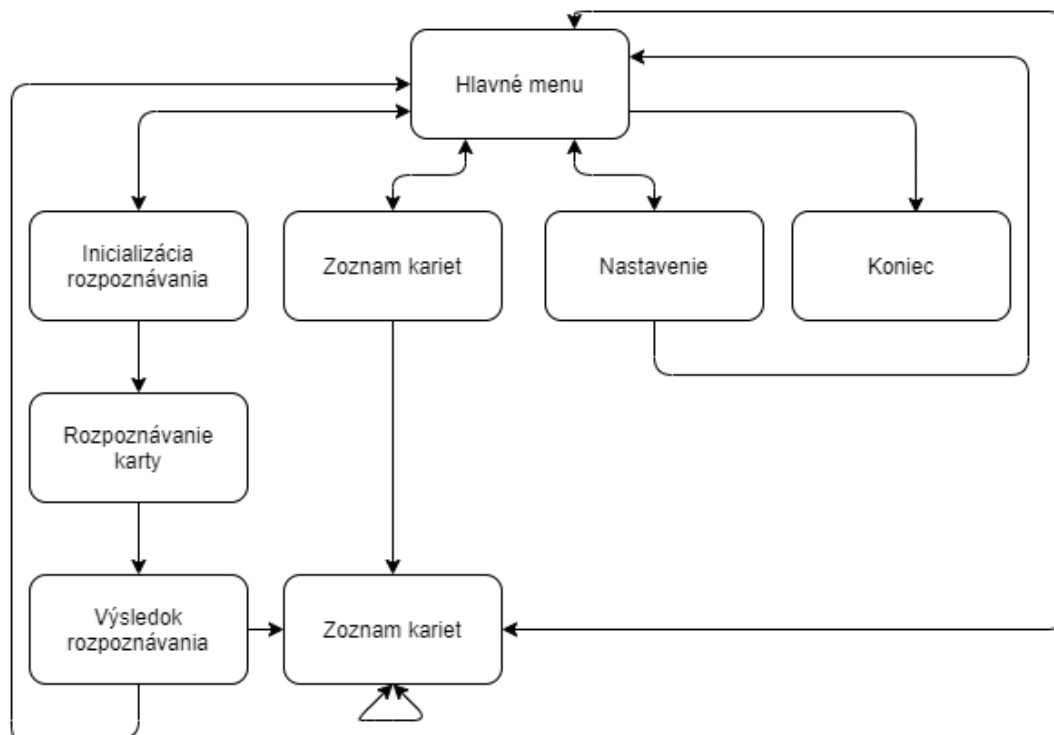 Hlavné menu
Inicializácia
rozpoznávania
Zoznam kariet
Nastavenie
Koniec
Rozpoznávanie
karty
Výsledok
rozpoznávania
Zoznam kariet